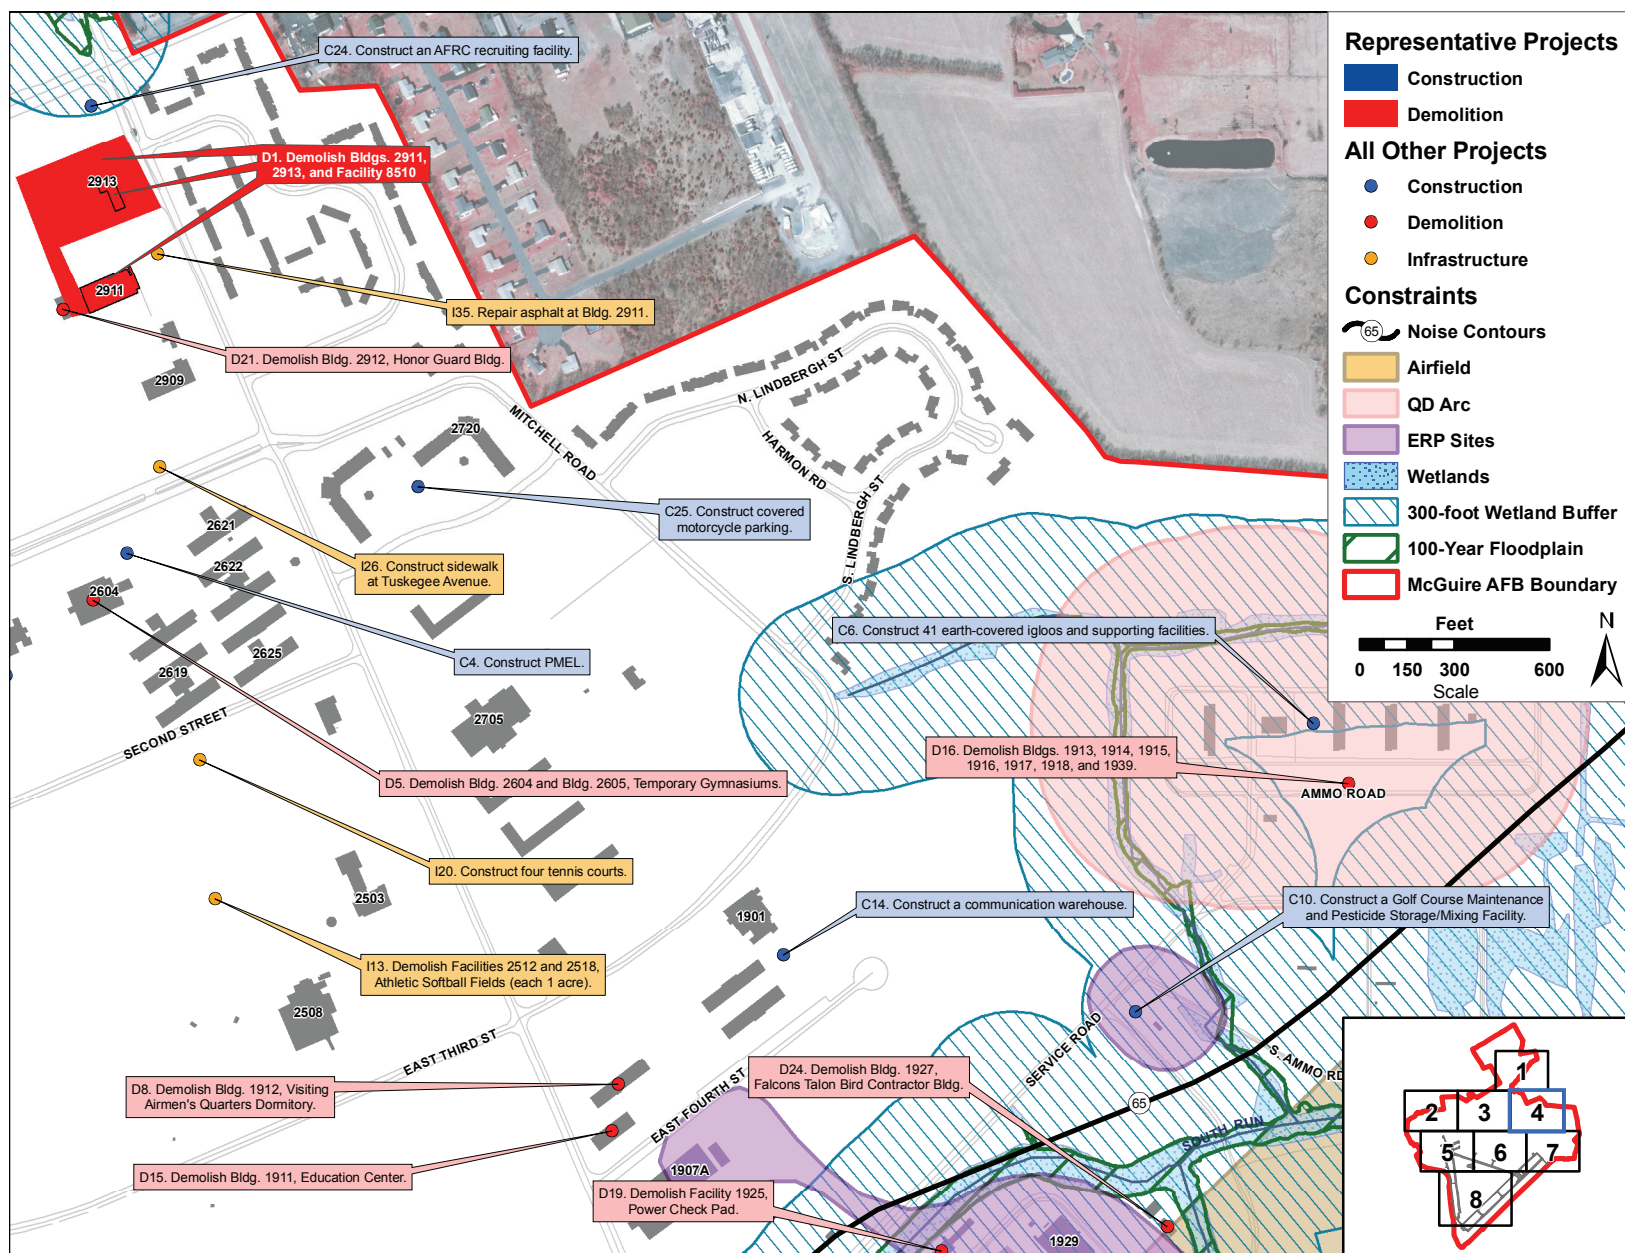 C24. Construct an AFRC recruiting facility.
D1. Demolish Bldgs. 2911,
2913, and Facility 8510
2913
2911
I35. Repair asphalt at Bldg. 2911.
D21. Demolish Bldg. 2912, Honor Guard Bldg.
2909
2720
MITCHELL ROAD
N. LINDBERGH ST
HARMON RD
S. LINDBERGH ST
C25. Construct covered
motorcycle parking.
2621
2622
I26. Construct sidewalk
at Tuskegee Avenue.
2604
2625
2619
C4. Construct PMEL.
C6. Construct 41 earth-covered igloos and supporting facilities.
SECOND STREET
2705
D16. Demolish Bldgs. 1913, 1914, 1915,
1916, 1917, 1918, and 1939.
AMMO ROAD
D5. Demolish Bldg. 2604 and Bldg. 2605, Temporary Gymnasiums.
I20. Construct four tennis courts.
2503
1901
C14. Construct a communication warehouse.
C10. Construct a Golf Course Maintenance
and Pesticide Storage/Mixing Facility.
I13. Demolish Facilities 2512 and 2518,
Athletic Softball Fields (each 1 acre).
2508
EAST THIRD ST
SERVICE ROAD
S. AMMO RD
D24. Demolish Bldg. 1927,
Falcons Talon Bird Contractor Bldg.
D8. Demolish Bldg. 1912, Visiting
Airmen's Quarters Dormitory.
EAST FOURTH ST
65
SOUTH RUN
D15. Demolish Bldg. 1911, Education Center.
1907A
D19. Demolish Facility 1925,
Power Check Pad.
1929
Representative Projects
Construction
Demolition
All Other Projects
Construction
Demolition
Infrastructure
Constraints
65 Noise Contours
Airfield
QD Arc
ERP Sites
Wetlands
300-foot Wetland Buffer
100-Year Floodplain
McGuire AFB Boundary
Feet
0 150 300 600
Scale
N
1
2 3 4
5 6 7
8